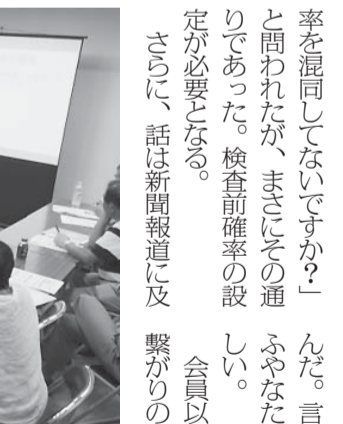 率を混同してないですか？」
と問われたが、まさにその通
りであった。検査前確率の設
定が必要となる。
さらに、話は新聞報道に及
んだ。言
ふやなた
しい。
会員以
繋がりの